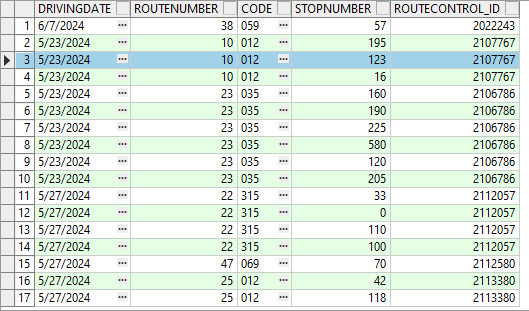 DRIVINGDATE ROUTENUMBER CODE STOPNUMBER ROUTECONTROL_ID
1 6/7/2024 ... 38 059 ... 57 2022243
2 5/23/2024 ... 10 012 ... 195 2107767
3 5/23/2024 ... 10 012 ... 123 2107767
4 5/23/2024 ... 10 012 ... 16 2107767
5 5/23/2024 ... 23 035 ... 160 2106786
6 5/23/2024 ... 23 035 ... 190 2106786
7 5/23/2024 ... 23 035 ... 225 2106786
8 5/23/2024 ... 23 035 ... 580 2106786
9 5/23/2024 ... 23 035 ... 120 2106786
10 5/23/2024 ... 23 035 ... 205 2106786
11 5/27/2024 ... 22 315 ... 33 2112057
12 5/27/2024 ... 22 315 ... 0 2112057
13 5/27/2024 ... 22 315 ... 110 2112057
14 5/27/2024 ... 22 315 ... 100 2112057
15 5/27/2024 ... 47 069 ... 70 2112580
16 5/27/2024 ... 25 012 ... 42 2113380
17 5/27/2024 ... 25 012 ... 118 2113380